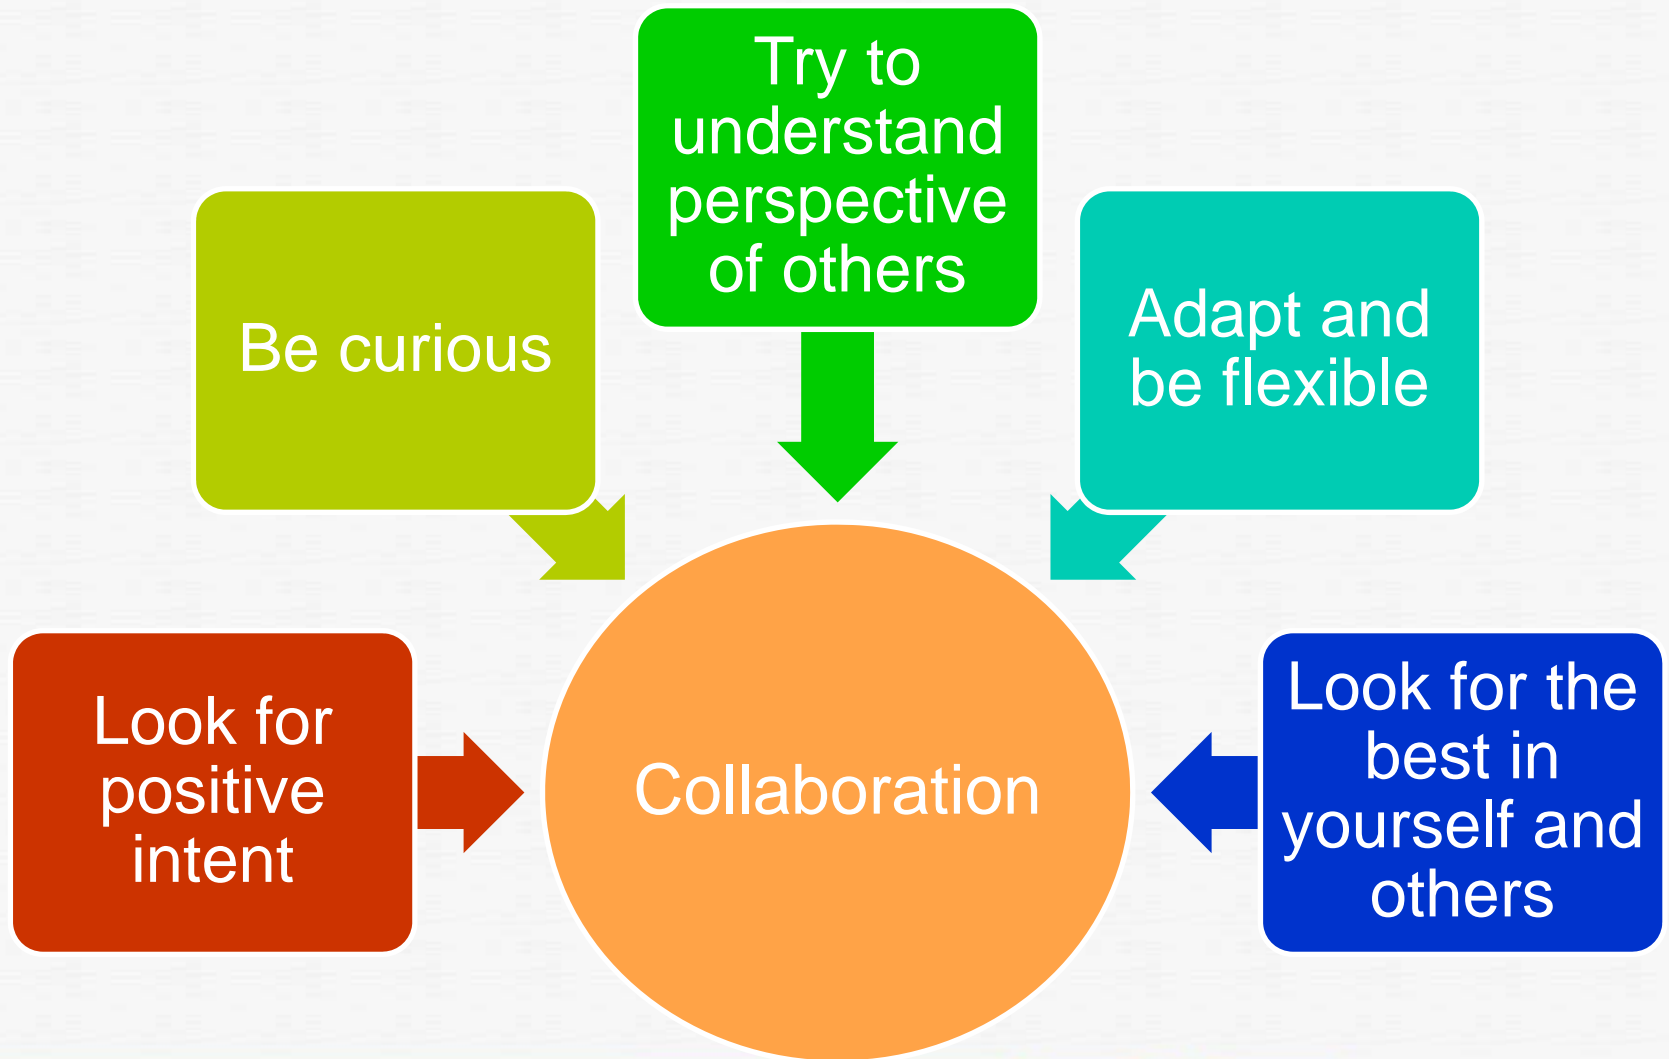 Try to
understand
perspective
of others
Be curious
Adapt and
be flexible
Look for
positive
intent
Collaboration
Look for the
best in
yourself and
others